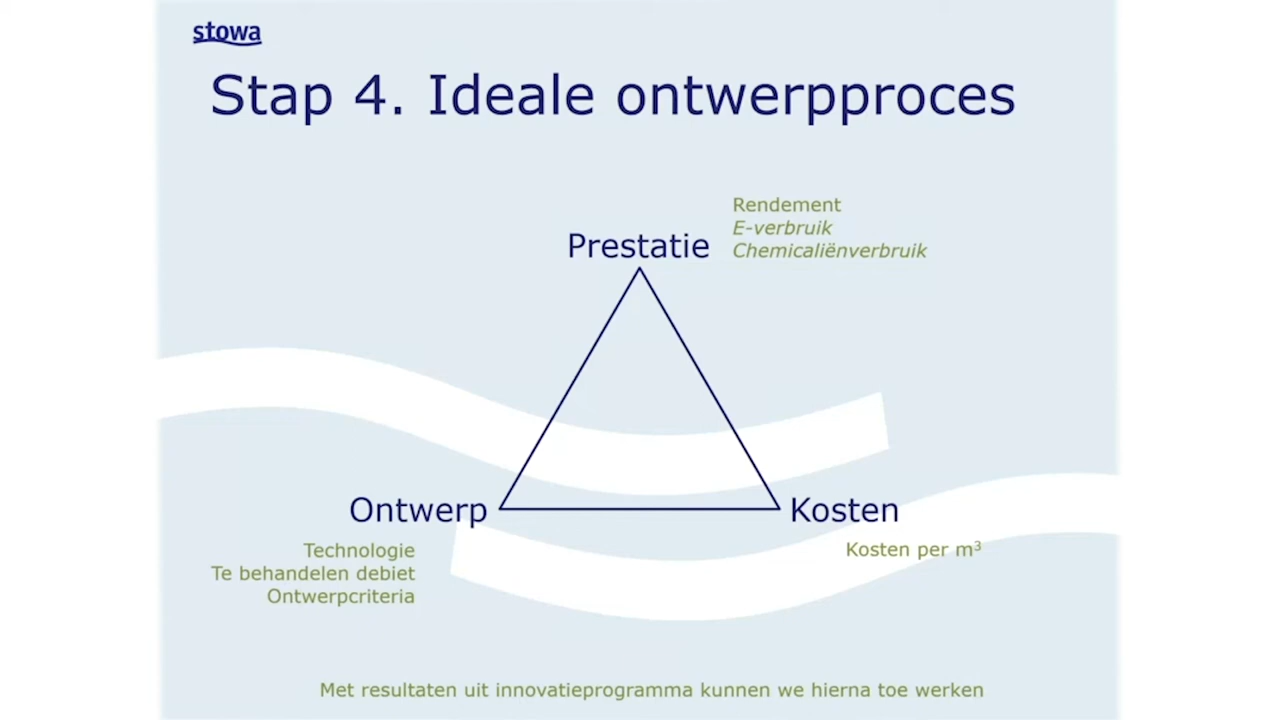 stowa
Stap 4. Ideale ontwerpproces
Rendement
E-verbruik
Chemicaliënverbruik
Prestatie
Ontwerp
Kosten
Technologie
Te behandelen debiet
Ontwerpcriteria
Kosten per m³
Met resultaten uit innovatieprogramma kunnen we hierna toe werken